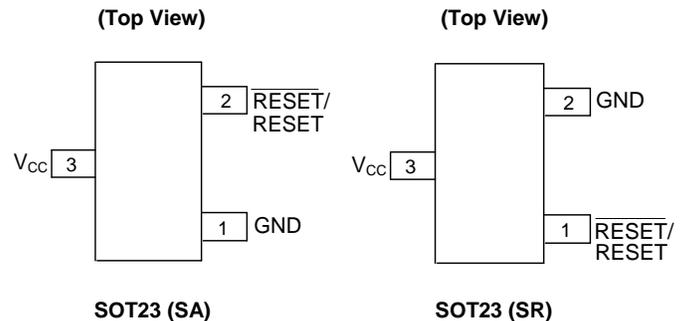 (Top View)
2 RESET/
RESET
VCC 3
1 GND
SOT23 (SA)
(Top View)
2 GND
VCC 3
1 RESET/
RESET
SOT23 (SR)